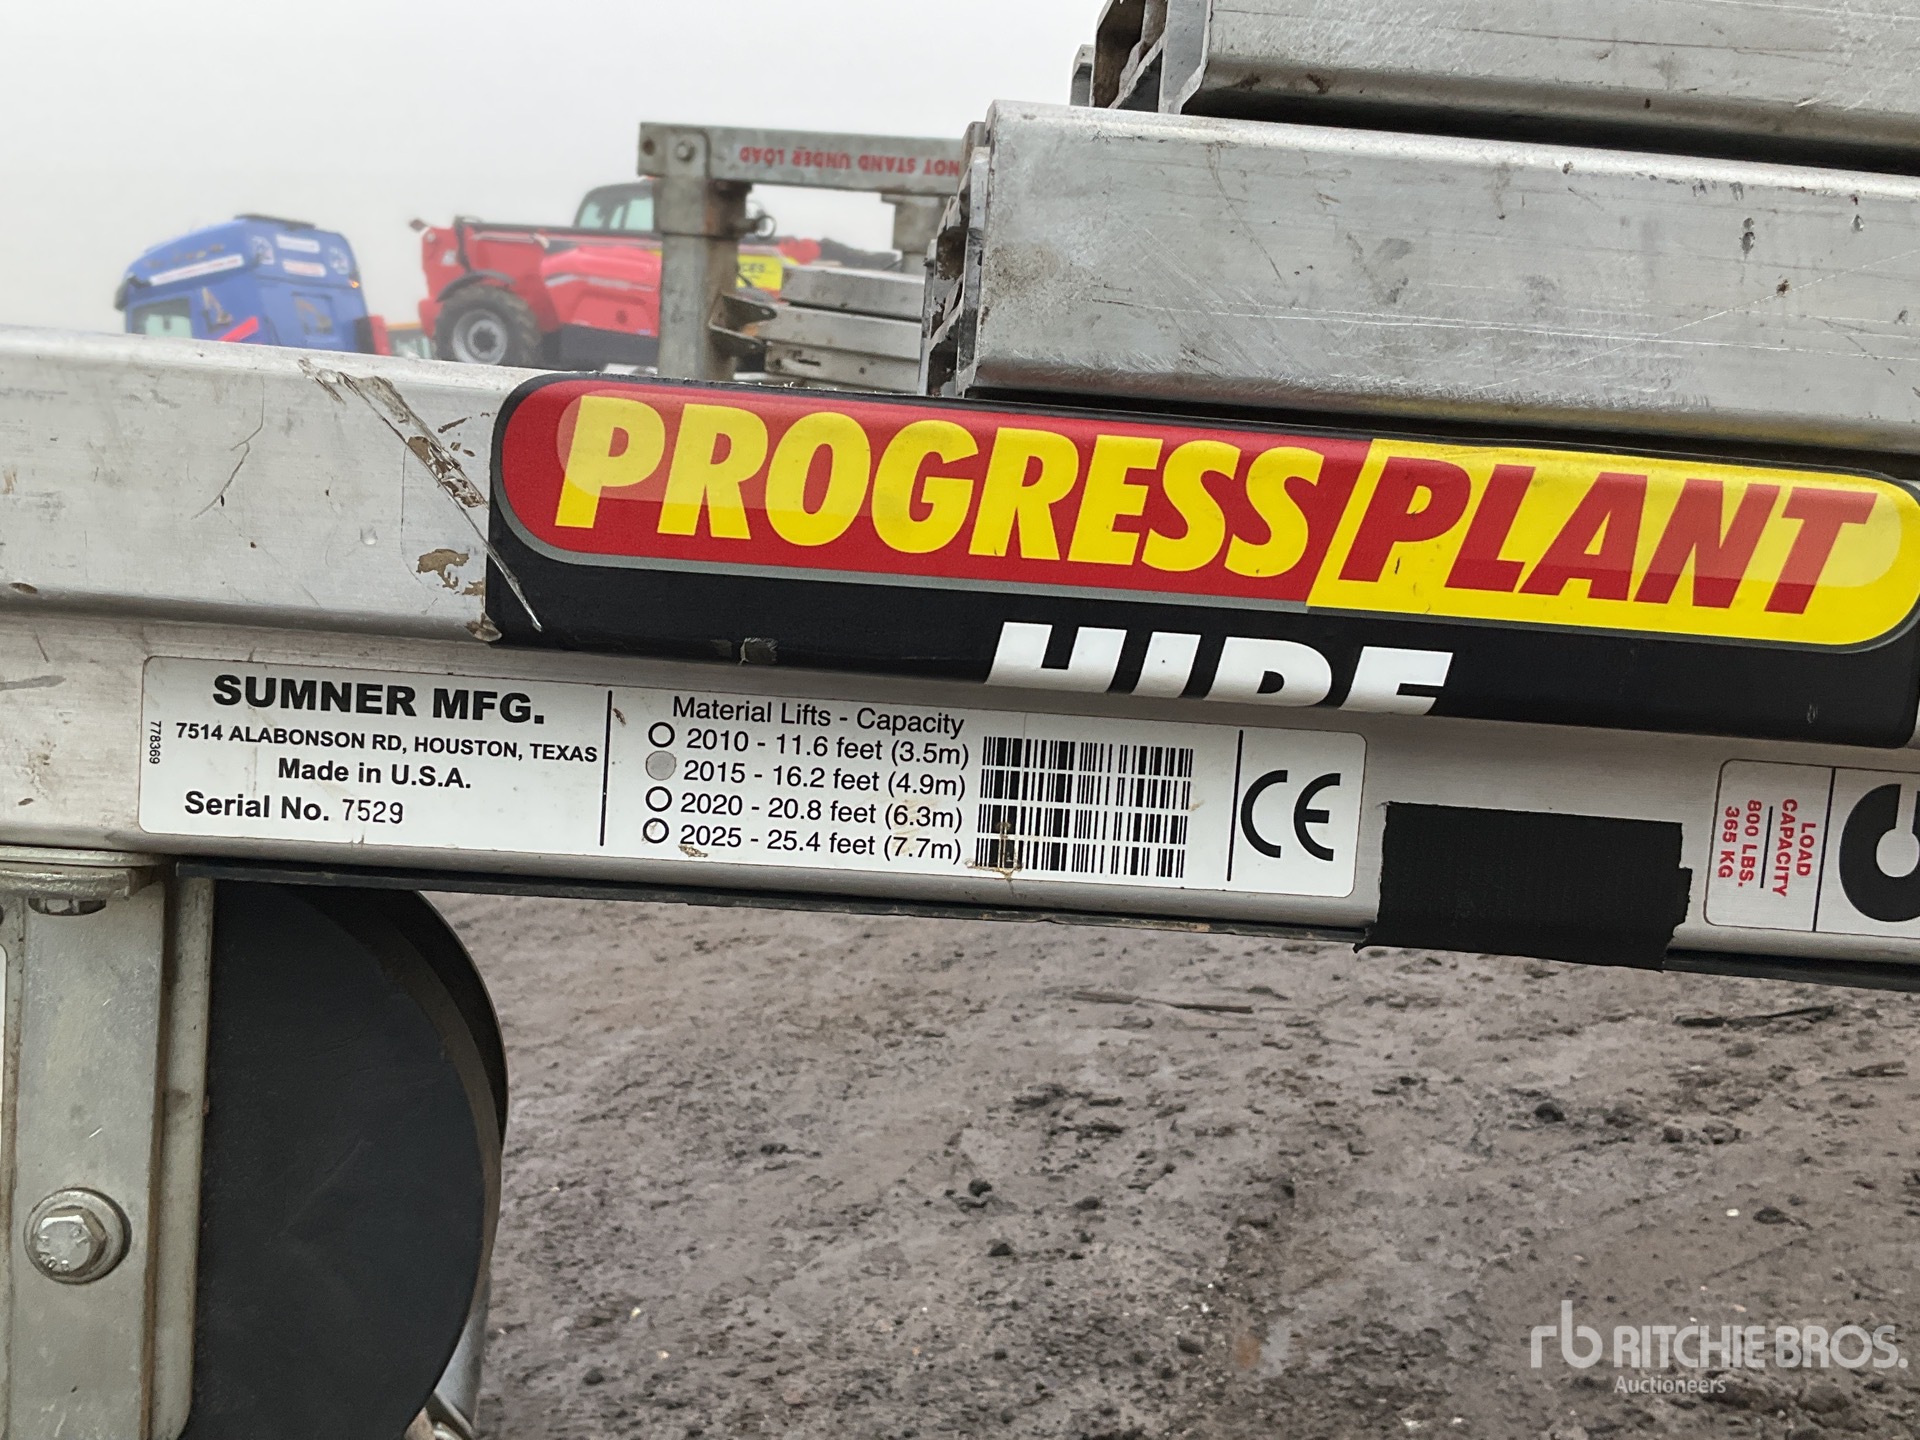 NOT STAND UNDER LOAD
PROGRESS PLANT
HIRE
SUMNER MFG.
7514 ALABONSON RD, HOUSTON, TEXAS
Made in U.S.A.
Serial No. 7529
778369
Material Lifts - Capacity
2010 - 11.6 feet (3.5m)
2015 - 16.2 feet (4.9m)
2020 - 20.8 feet (6.3m)
2025 - 25.4 feet (7.7m)
CE
LOAD
CAPACITY
800 LBS.
365 KG
rb RITCHIE BROS.
Auctioneers